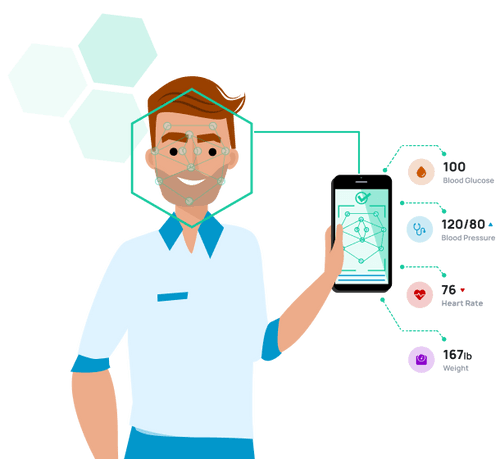 100
Blood Glucose
120/80
Blood Pressure
76
Heart Rate
167lb
Weight